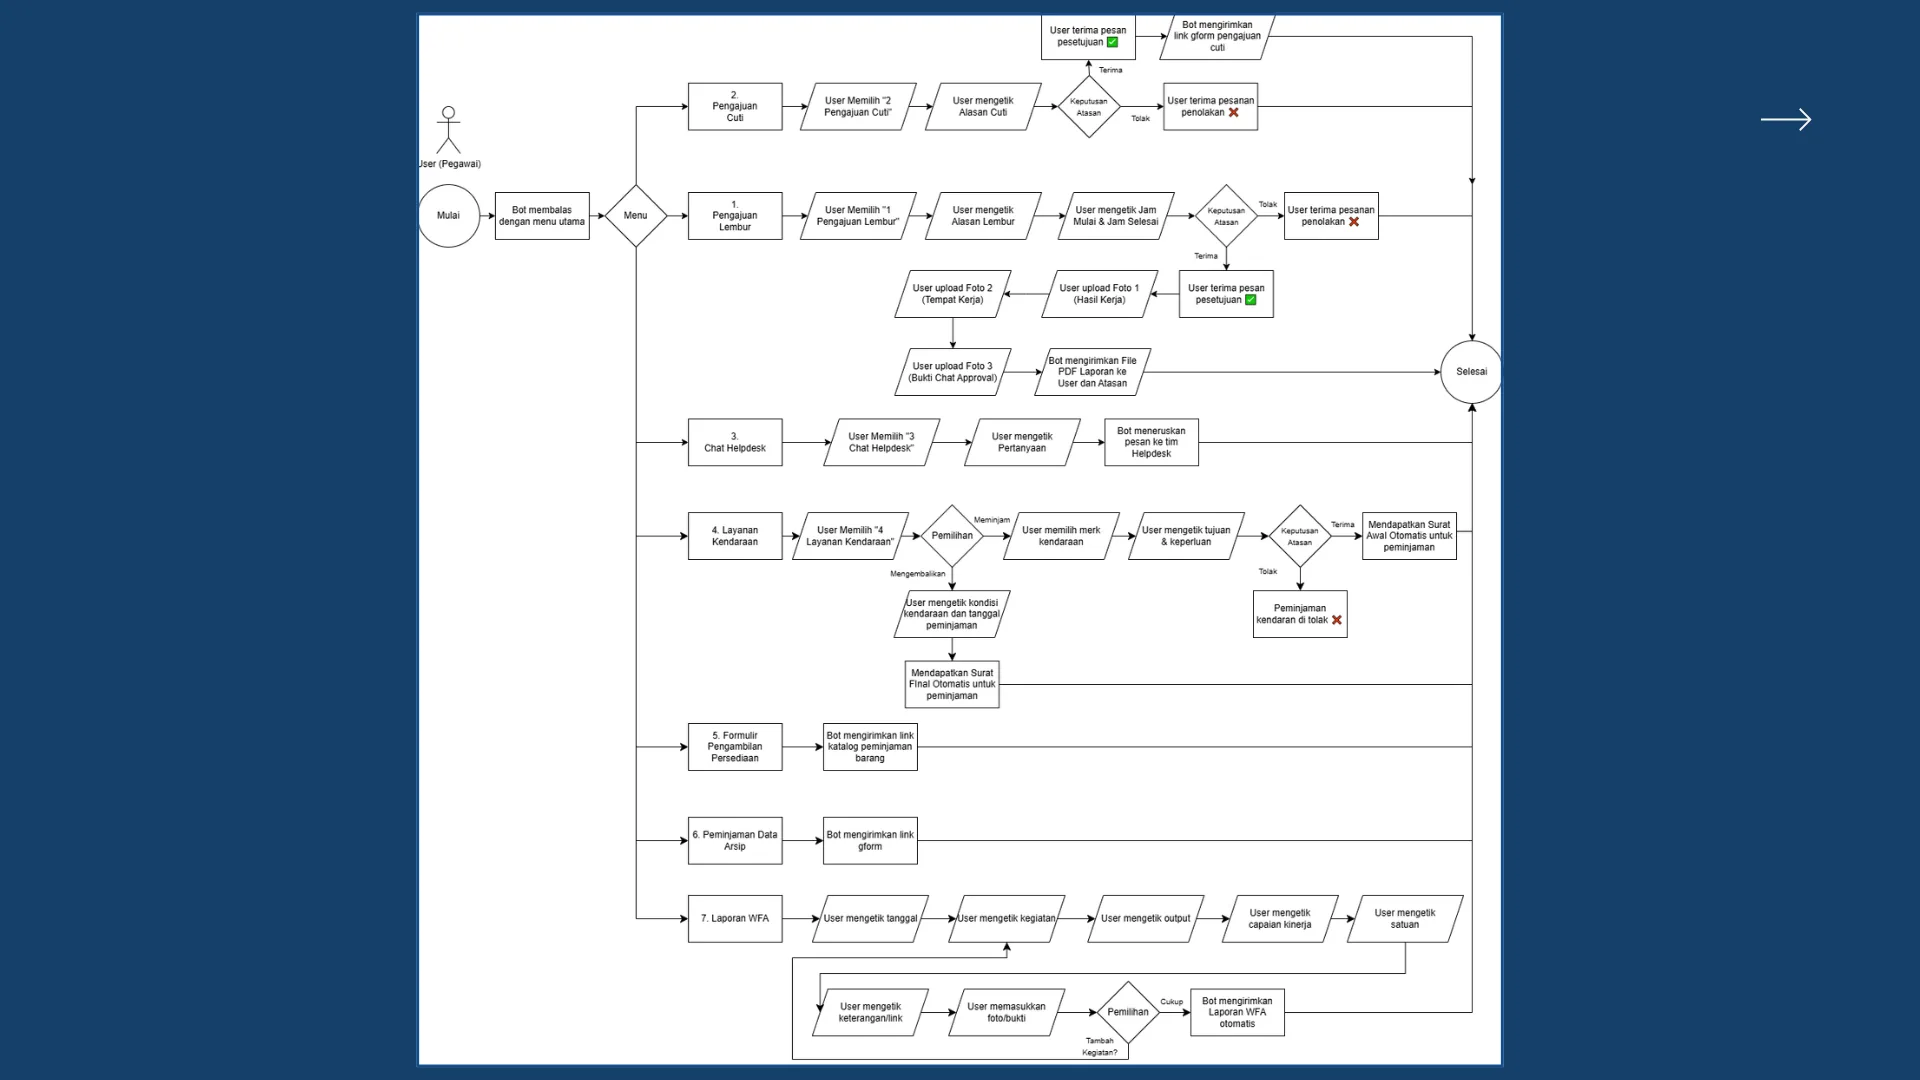 User terima pesan
pesetujuan ✅
Bot mengirimkan
link gform pengajuan
cuti
Terima
2.
Pengajuan
Cuti
User Memilih "2
Pengajuan Cuti"
User mengetik
Alasan Cuti
Keputusan
Atasan
Tolak
User terima pesanan
penolakan ❌
User (Pegawai)
Mulai
Bot membalas
dengan menu utama
Menu
1.
Pengajuan
Lembur
User Memilih "1
Pengajuan Lembur"
User mengetik
Alasan Lembur
User mengetik Jam
Mulai & Jam Selesai
Keputusan
Atasan
Tolak
User terima pesanan
penolakan ❌
Terima
User upload Foto 2
(Tempat Kerja)
User upload Foto 1
(Hasil Kerja)
User terima pesan
pesetujuan ✅
User upload Foto 3
(Bukti Chat Approval)
Bot mengirimkan File
PDF Laporan ke
User dan Atasan
Selesai
3.
Chat Helpdesk
User Memilih "3
Chat Helpdesk"
User mengetik
Pertanyaan
Bot meneruskan
pesan ke tim
Helpdesk
4. Layanan
Kendaraan
User Memilih "4
Layanan Kendaraan"
Pemilihan
Meminjam
User memilih merk
kendaraan
User mengetik tujuan
& keperluan
Keputusan
Atasan
Terima
Mendapatkan Surat
Awal Otomatis untuk
peminjaman
Mengembalikan
Tolak
User mengetik kondisi
kendaraan dan tanggal
peminjaman
Peminjaman
kendaran di tolak ❌
Mendapatkan Surat
FInal Otomatis untuk
peminjaman
5. Formulir
Pengambilan
Persediaan
Bot mengirimkan link
katalog peminjaman
barang
6. Peminjaman Data
Arsip
Bot mengirimkan link
gform
7. Laporan WFA
User mengetik tanggal
User mengetik kegiatan
User mengetik output
User mengetik
capaian kinerja
User mengetik
satuan
User mengetik
keterangan/link
User memasukkan
foto/bukti
Pemilihan
Cukup
Bot mengirimkan
Laporan WFA
otomatis
Tambah
Kegiatan?